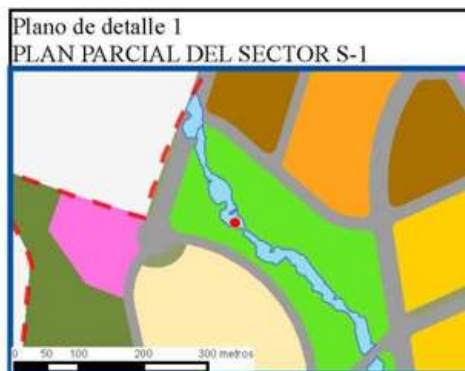 Plano de detalle 1
PLAN PARCIAL DEL SECTOR S-1
0 50 100 200 300 metros